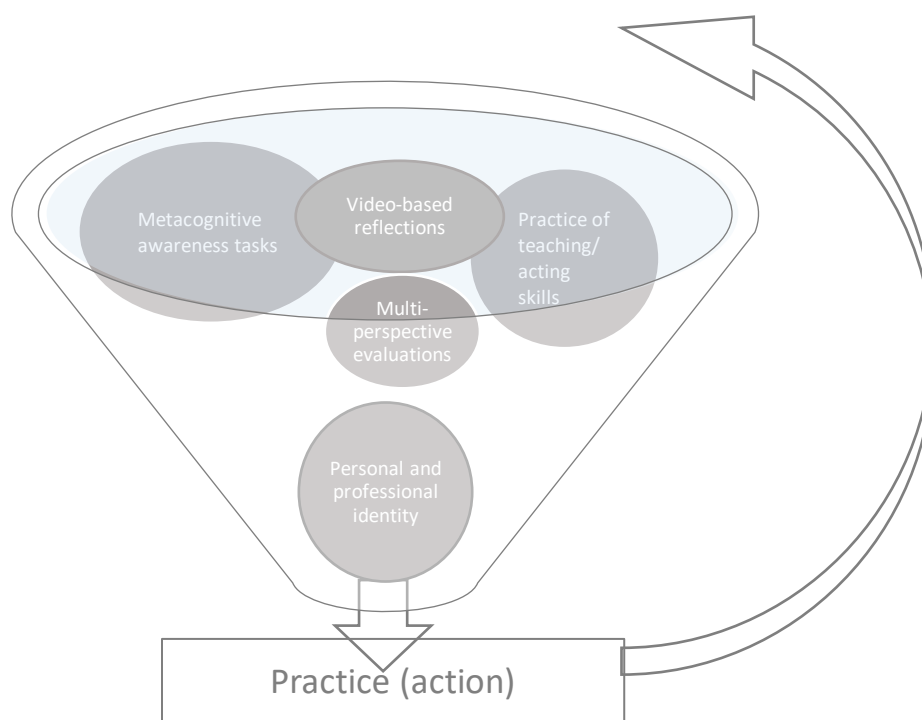 Metacognitive
awareness tasks
Video-based
reflections
Practice of
teaching/
acting
skills
Multi-
perspective
evaluations
Personal and
professional
identity
Practice (action)